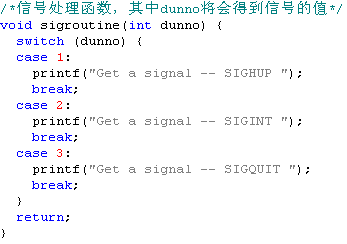 /*信号处理函数，其中dunno将会得到信号的值*/
void sigroutine(int dunno) {
  switch (dunno) {
  case 1:
    printf("Get a signal -- SIGHUP ");
    break;
  case 2:
    printf("Get a signal -- SIGINT ");
    break;
  case 3:
    printf("Get a signal -- SIGQUIT ");
    break;
  }
  return;
}